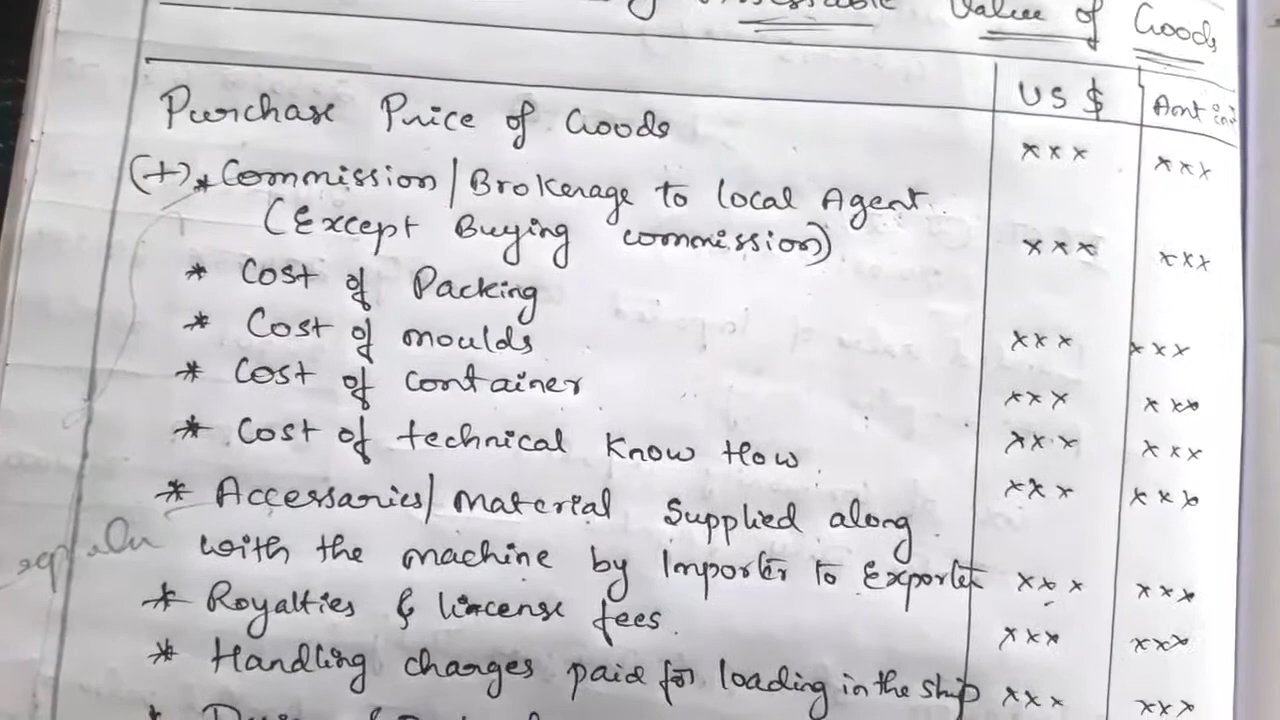 Value of Goods
US $ Amt in
Purchase Price of Goods xxx xxx
(+) * Commission/Brokerage to local Agent.
(Except Buying commission) xxx xxx
* Cost of Packing
* Cost of moulds xxx xxx
* Cost of container xxx xxx
* Cost of technical Know How. xxx xxx
* Accessaries/Material Supplied along xxx xxx
with the machine by Importer to Exporter xxx xxx
* Royalties & lincense fees. xxx xxx
* Handling charges paid for loading in the ship xxx xxx